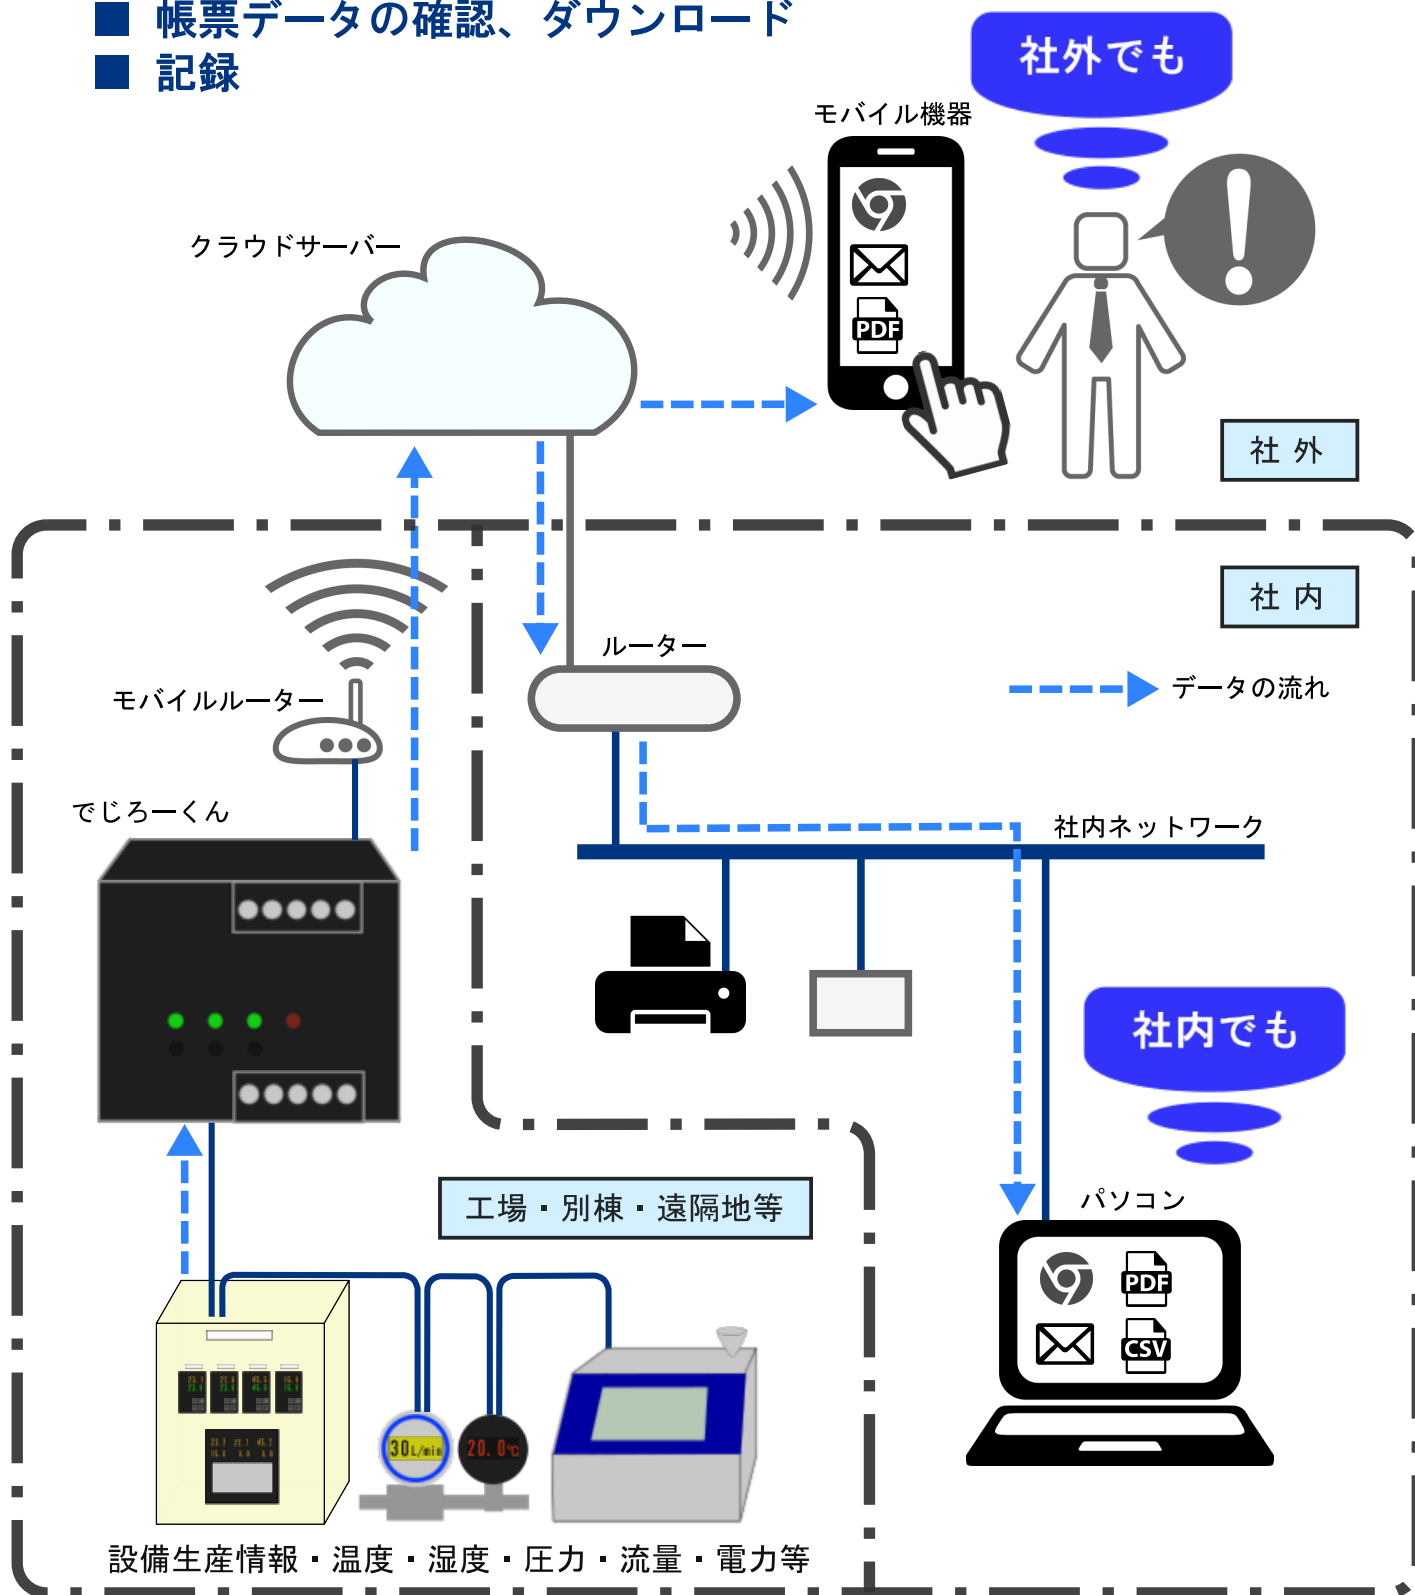 ■ 帳票データの確認、ダウンロード
■ 記録
社外でも
モバイル機器
クラウドサーバー
PDF
社 外
社 内
ルーター
データの流れ
モバイルルーター
でじろーくん
社内ネットワーク
社内でも
工場・別棟・遠隔地等
パソコン
PDF
CSV
30L/min
20.0℃
設備生産情報・温度・湿度・圧力・流量・電力等